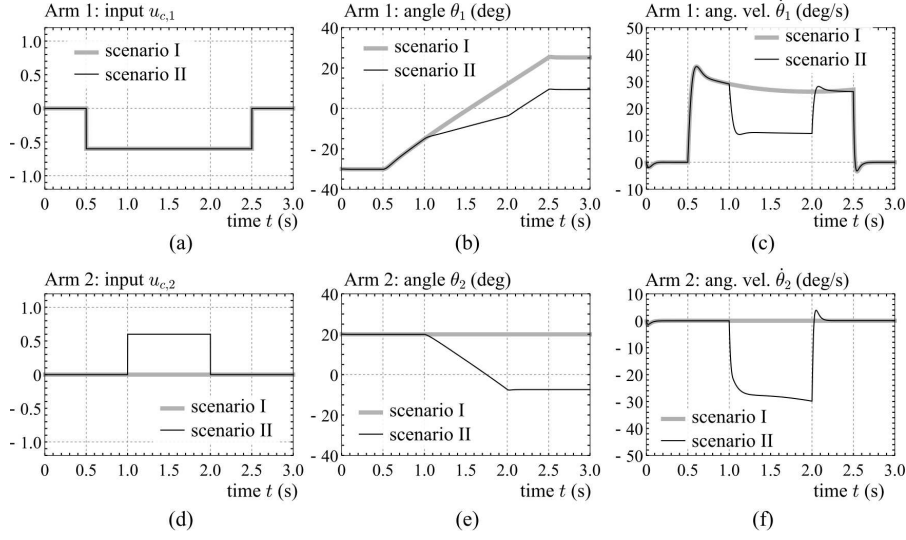 Arm 1: input u_{c,1}
1.0
0.5
0
- 0.5
- 1.0
scenario I
scenario II
0 0.5 1.0 1.5 2.0 2.5 3.0
time t (s)
(a)
Arm 1: angle θ_1 (deg)
40
20
0
- 20
- 40
scenario I
scenario II
0 0.5 1.0 1.5 2.0 2.5 3.0
time t (s)
(b)
Arm 1: ang. vel. θ̇_1 (deg/s)
40
30
20
10
0
- 10
scenario I
scenario II
0 0.5 1.0 1.5 2.0 2.5 3.0
time t (s)
(c)
Arm 2: input u_{c,2}
1.0
0.5
0
- 0.5
- 1.0
scenario I
scenario II
0 0.5 1.0 1.5 2.0 2.5 3.0
time t (s)
(d)
Arm 2: angle θ_2 (deg)
40
20
0
- 20
- 40
scenario I
scenario II
0 0.5 1.0 1.5 2.0 2.5 3.0
time t (s)
(e)
Arm 2: ang. vel. θ̇_2 (deg/s)
10
0
- 10
- 20
- 30
- 40
- 50
scenario I
scenario II
0 0.5 1.0 1.5 2.0 2.5 3.0
time t (s)
(f)